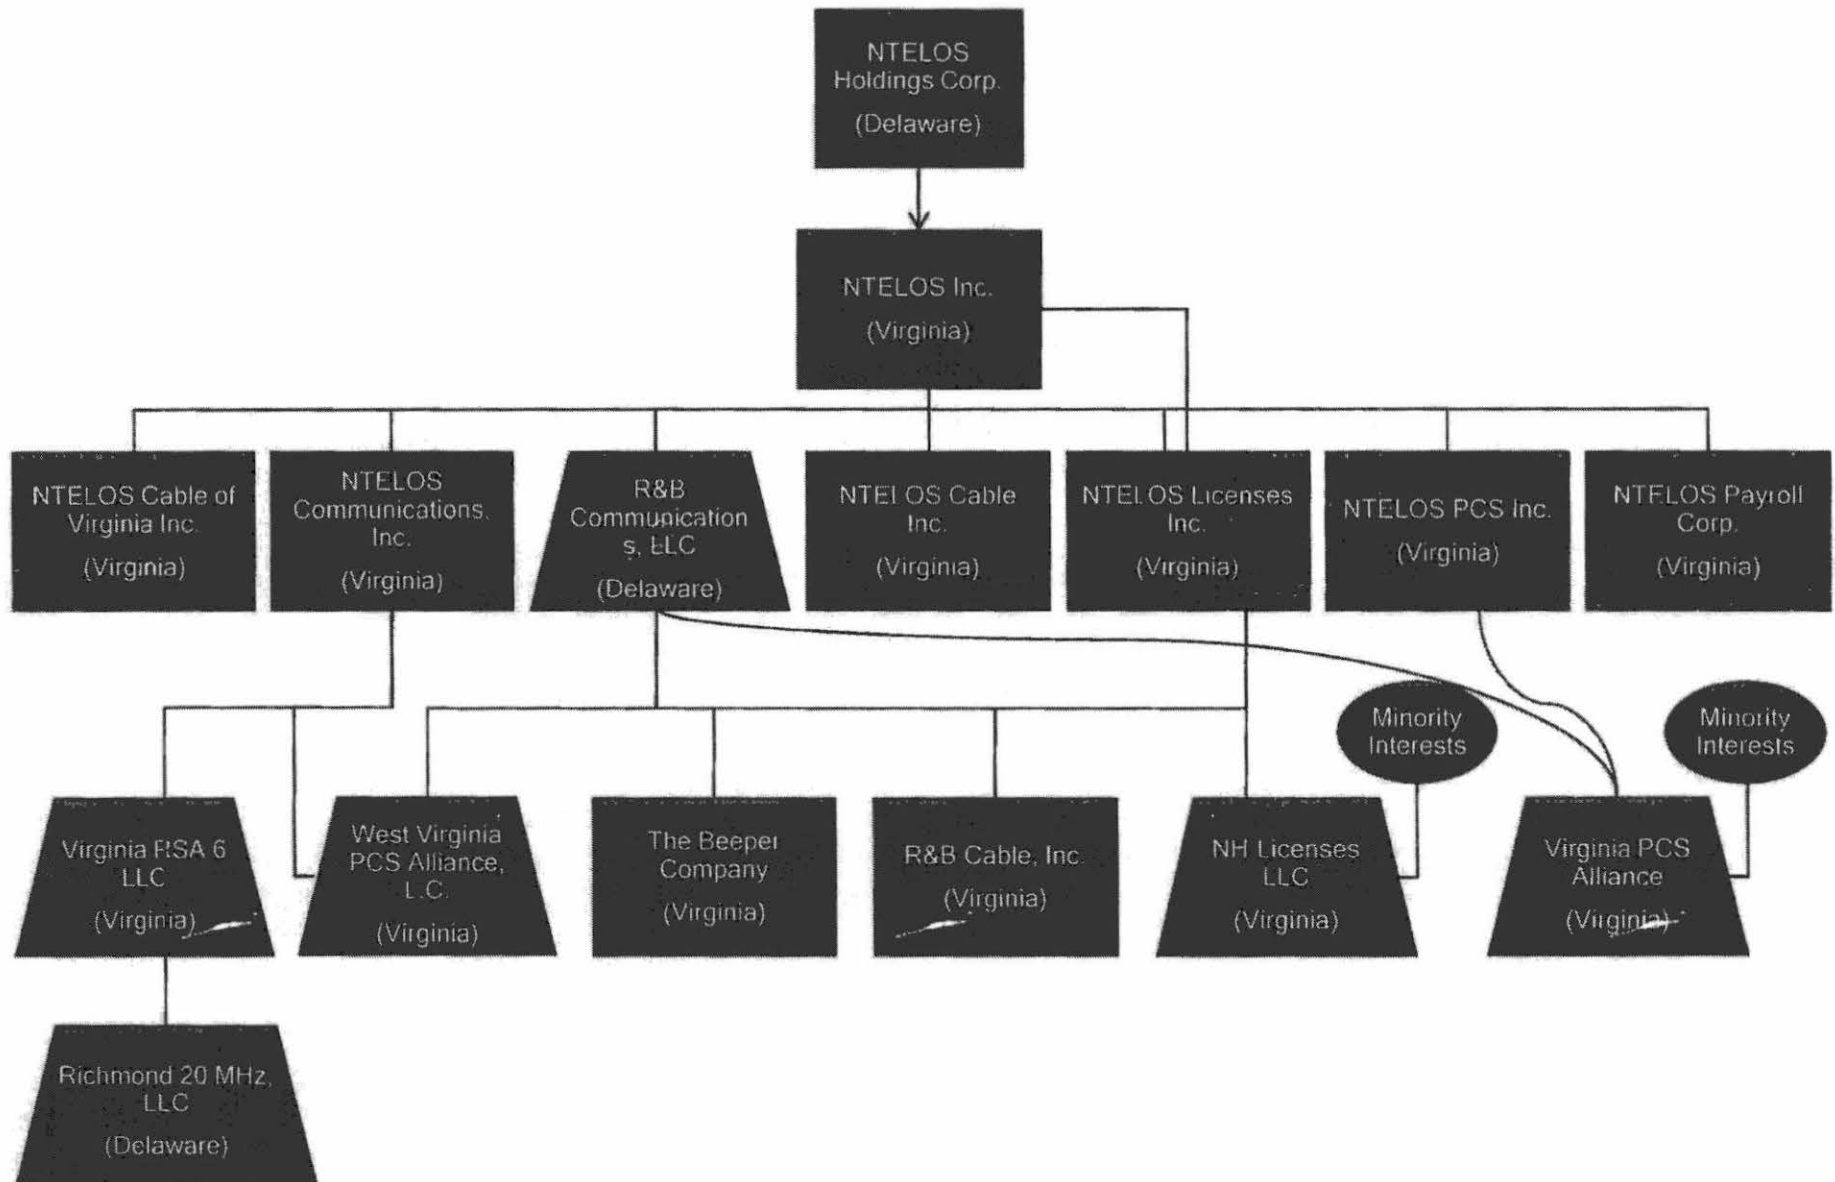 NTELOS
Holdings Corp.
(Delaware)
NTELOS Inc.
(Virginia)
NTELOS Cable of
Virginia Inc.
(Virginia)
NTELOS
Communications,
Inc.
(Virginia)
R&B
Communication
s, LLC
(Delaware)
NTELOS Cable
Inc.
(Virginia)
NTELOS Licenses
Inc.
(Virginia)
NTELOS PCS Inc.
(Virginia)
NTELOS Payroll
Corp.
(Virginia)
Minority
Interests
Minority
Interests
Virginia RSA 6
LLC
(Virginia)
West Virginia
PCS Alliance,
L.C.
(Virginia)
The Beeper
Company
(Virginia)
R&B Cable, Inc.
(Virginia)
NH Licenses
LLC
(Virginia)
Virginia PCS
Alliance
(Virginia)
Richmond 20 MHz,
LLC
(Delaware)